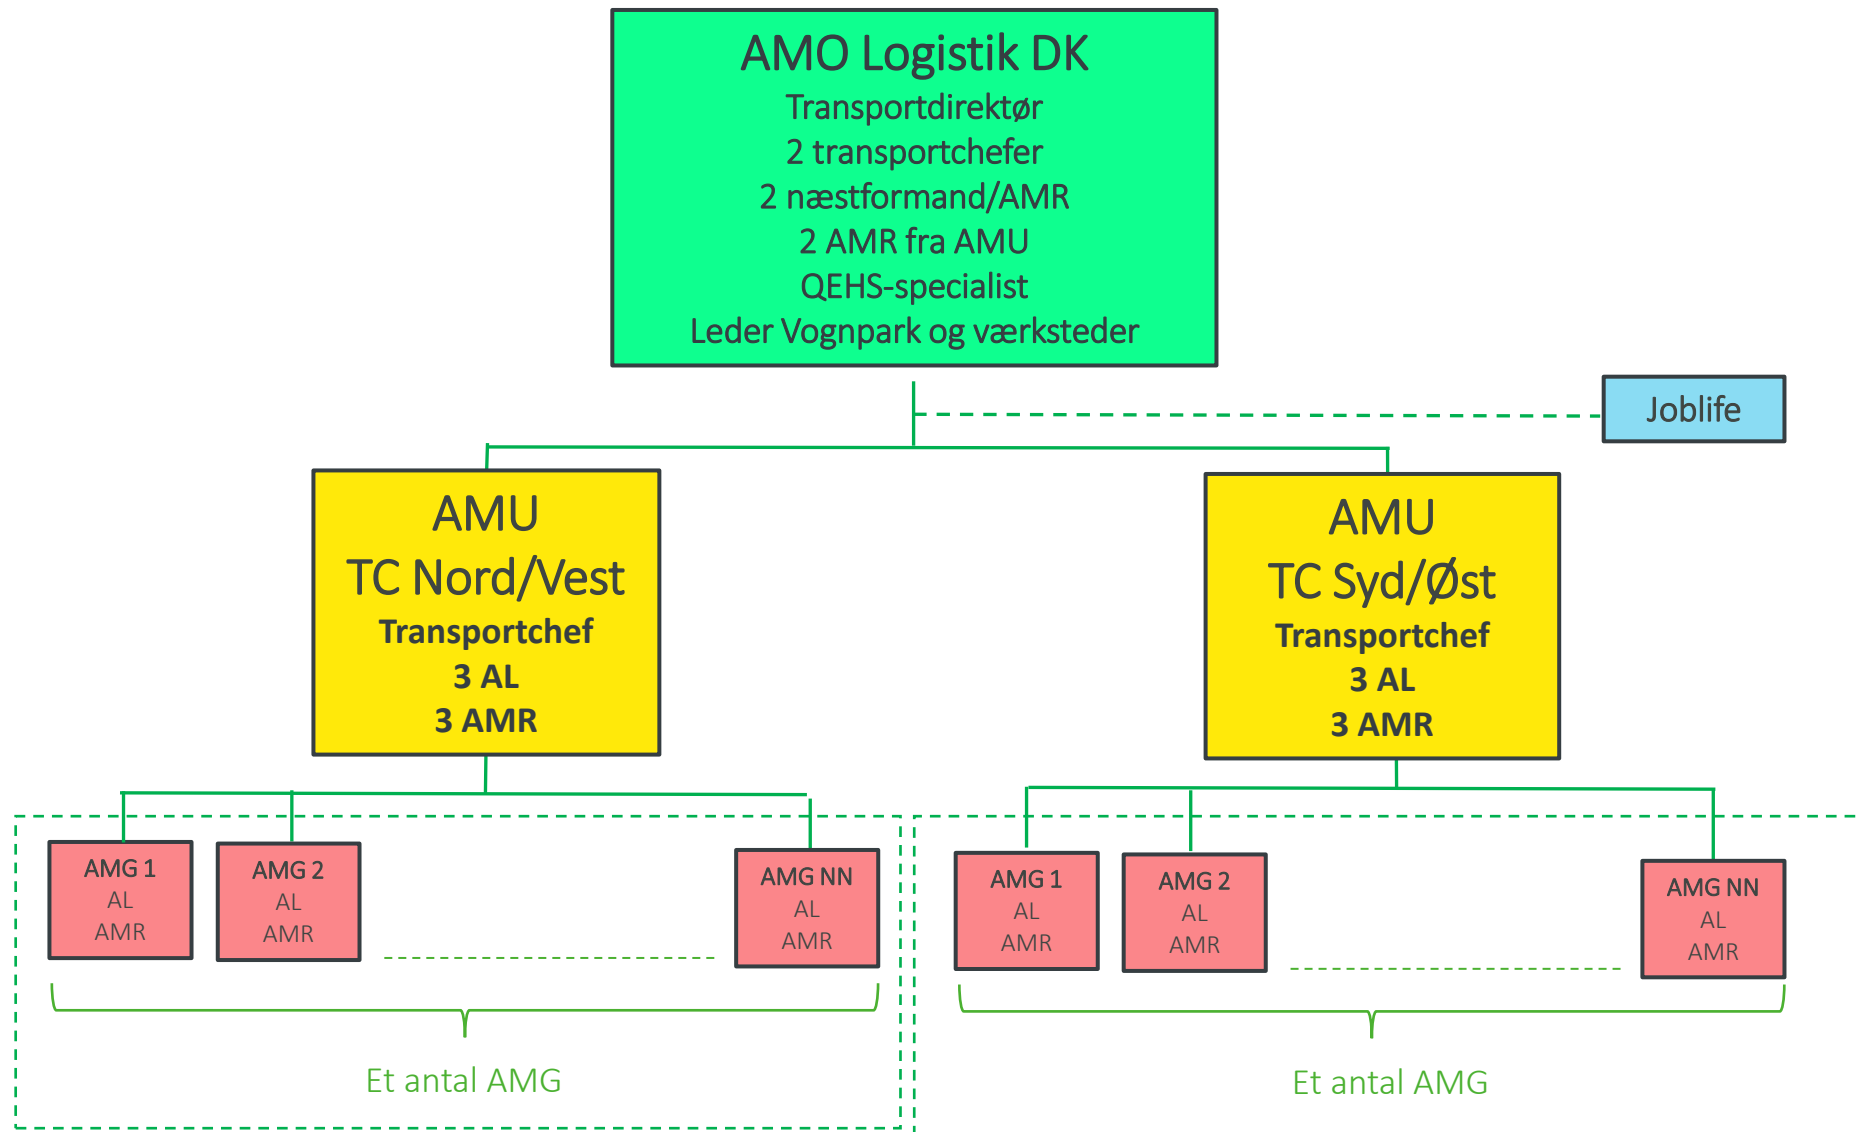 AMO Logistik DK
Transportdirektør
2 transportchefer
2 næstformand/AMR
2 AMR fra AMU
QEHS-specialist
Leder Vognpark og værksteder
Joblife
AMU
TC Nord/Vest
Transportchef
3 AL
3 AMR
AMU
TC Syd/Øst
Transportchef
3 AL
3 AMR
AMG 1
AL
AMR
AMG 2
AL
AMR
AMG NN
AL
AMR
Et antal AMG
AMG 1
AL
AMR
AMG 2
AL
AMR
AMG NN
AL
AMR
Et antal AMG